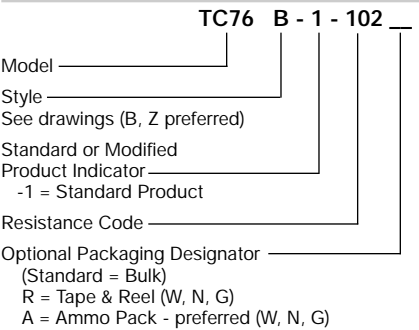 TC76 B - 1 - 102 __
Model
Style
See drawings (B, Z preferred)
Standard or Modified
Product Indicator
-1 = Standard Product
Resistance Code
Optional Packaging Designator
(Standard = Bulk)
R = Tape & Reel (W, N, G)
A = Ammo Pack - preferred (W, N, G)